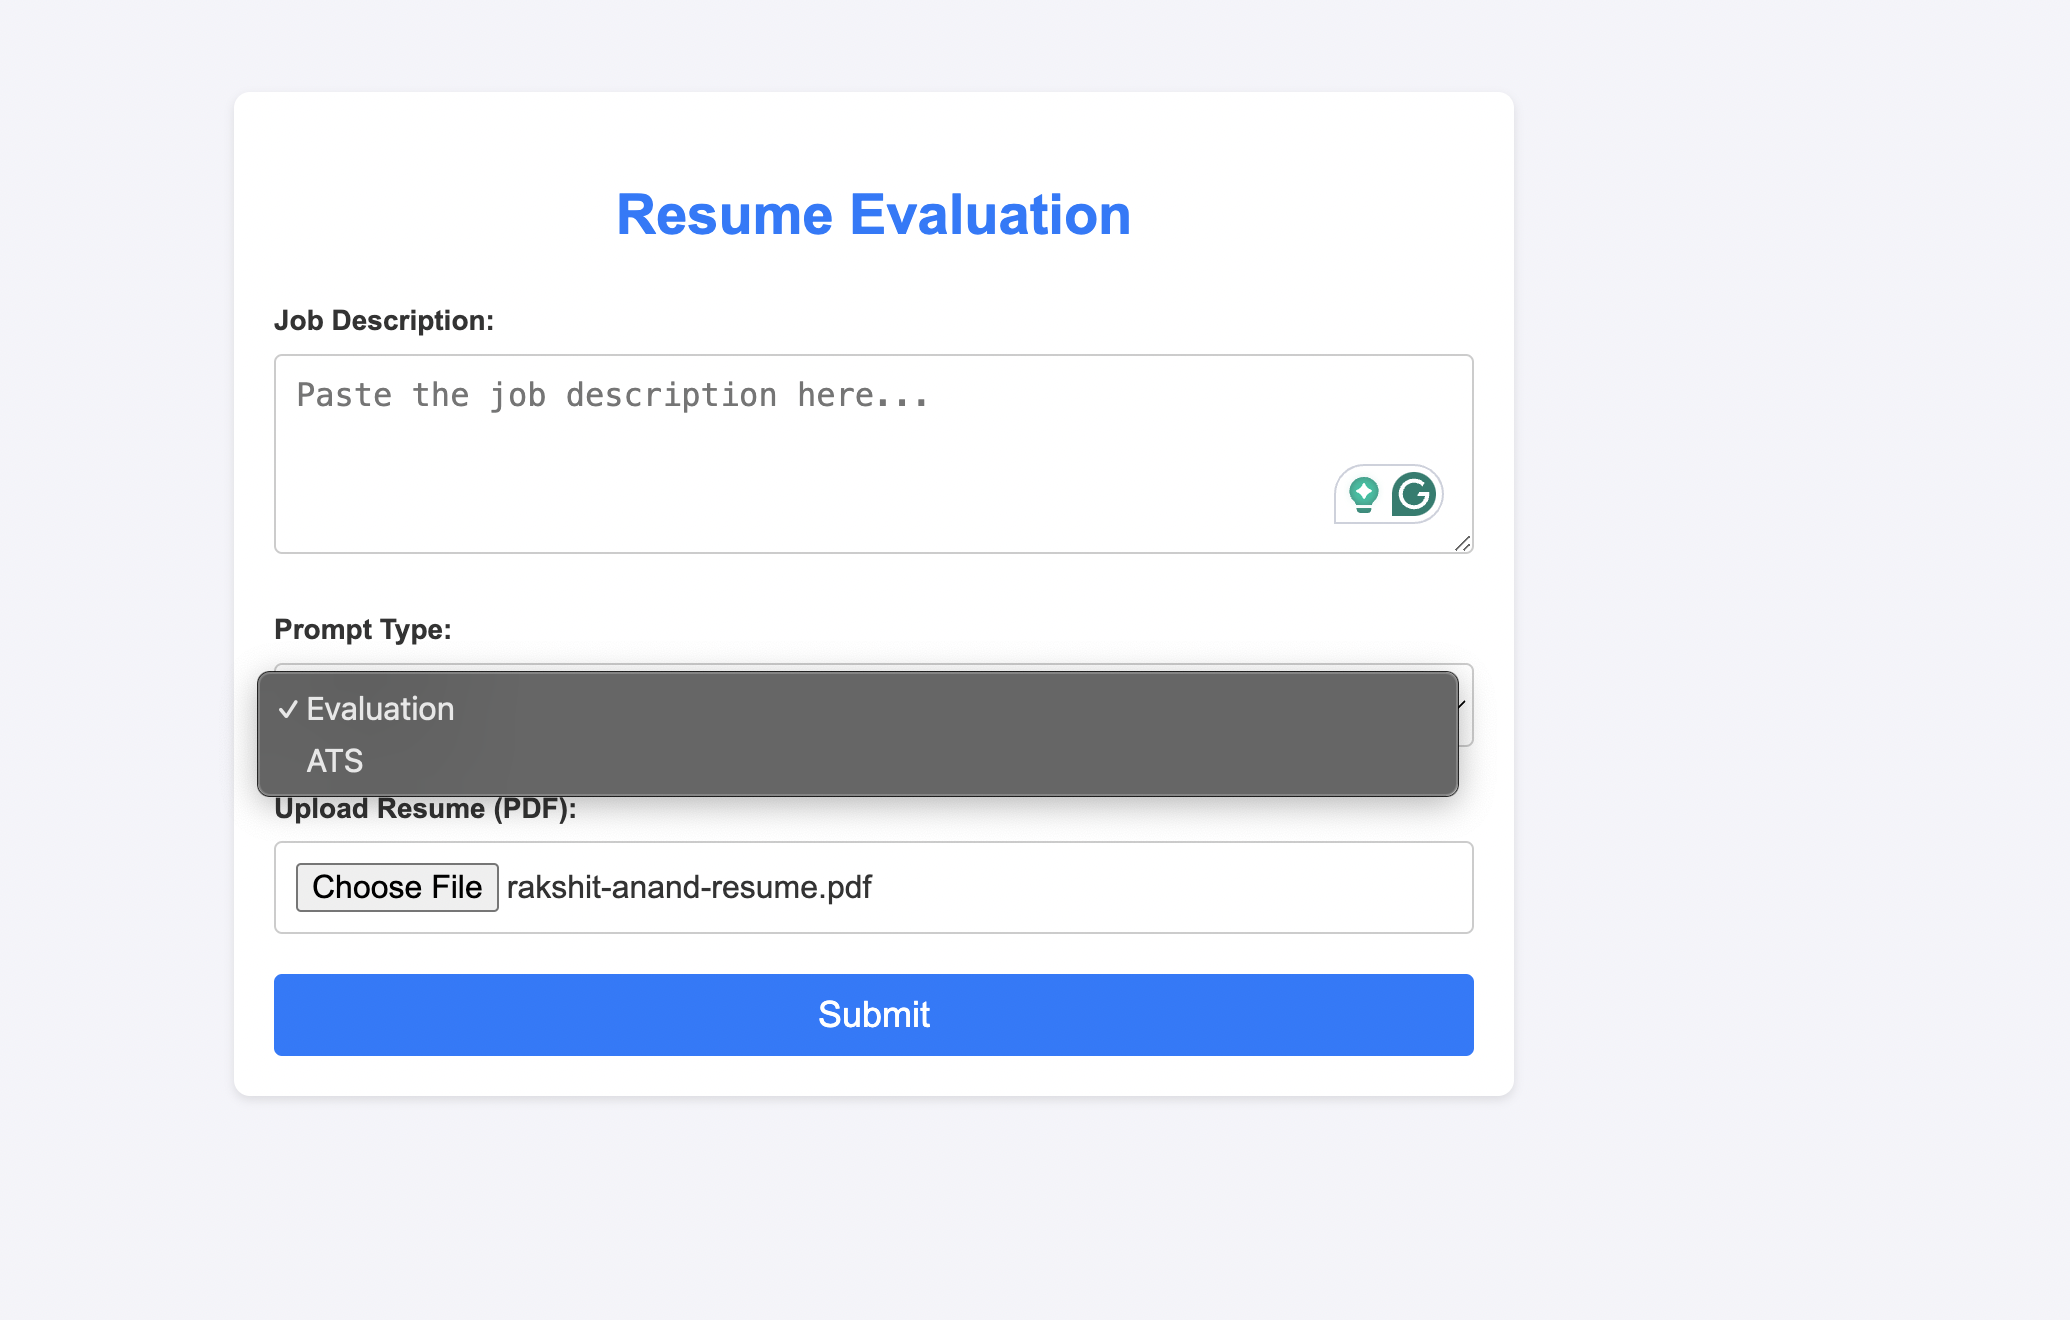 Resume Evaluation
Job Description:
Paste the job description here...
Prompt Type:
✓ Evaluation
ATS
Upload Resume (PDF):
Choose File rakshit-anand-resume.pdf
Submit